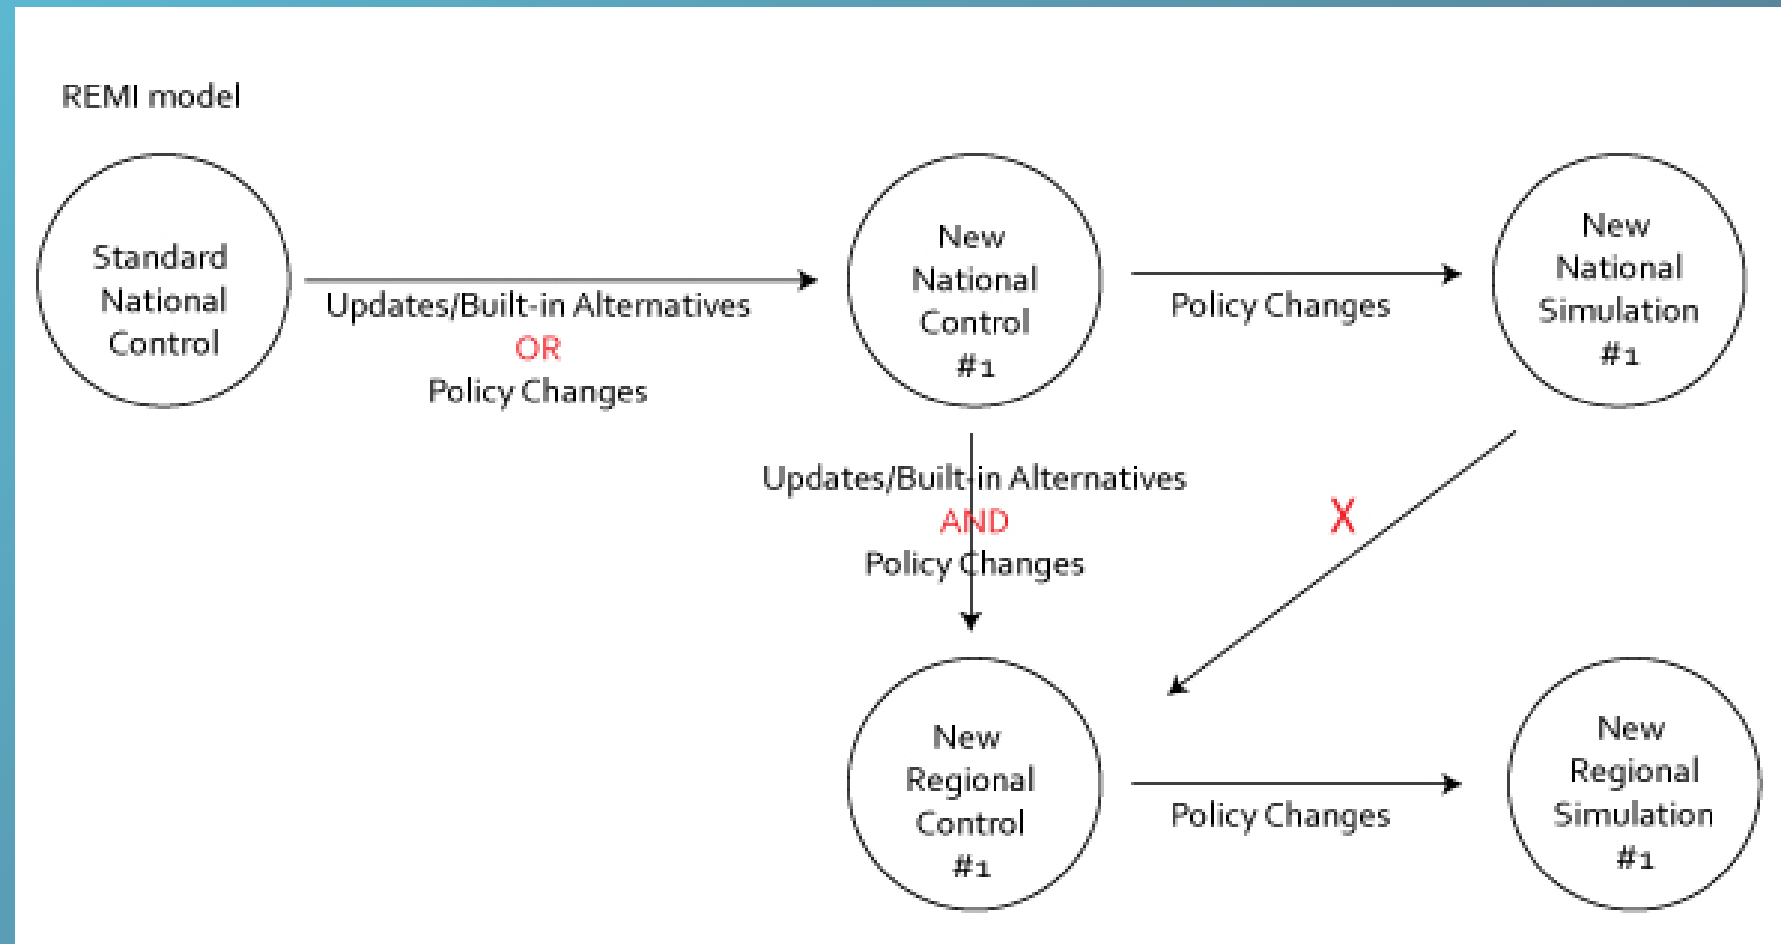 REMI model
Standard
National
Control
Updates/Built-in Alternatives
OR
Policy Changes
New
National
Control
#1
Policy Changes
New
National
Simulation
#1
Updates/Built-in Alternatives
AND
Policy Changes
X
New
Regional
Control
#1
Policy Changes
New
Regional
Simulation
#1